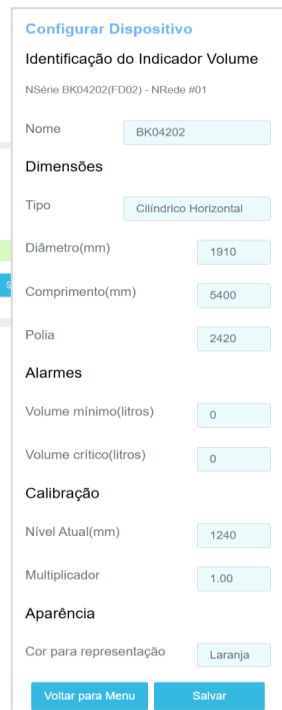 Configurar Dispositivo
Identificação do Indicador Volume
NSérie BK04202(FD02) - NRede #01
Nome BK04202
Dimensões
Tipo Cilíndrico Horizontal
Diâmetro(mm) 1910
Comprimento(mm) 5400
Polia 2420
Alarmes
Volume mínimo(litros) 0
Volume crítico(litros) 0
Calibração
Nível Atual(mm) 1240
Multiplicador 1.00
Aparência
Cor para representação Laranja
Voltar para Menu Salvar